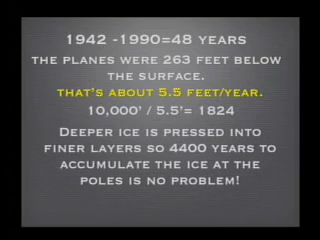 1942 -1990=48 YEARS
THE PLANES WERE 263 FEET BELOW
THE SURFACE.
THAT'S ABOUT 5.5 FEET/YEAR.
10,000' / 5.5'= 1824
DEEPER ICE IS PRESSED INTO
FINER LAYERS SO 4400 YEARS TO
ACCUMULATE THE ICE AT THE
POLES IS NO PROBLEM!